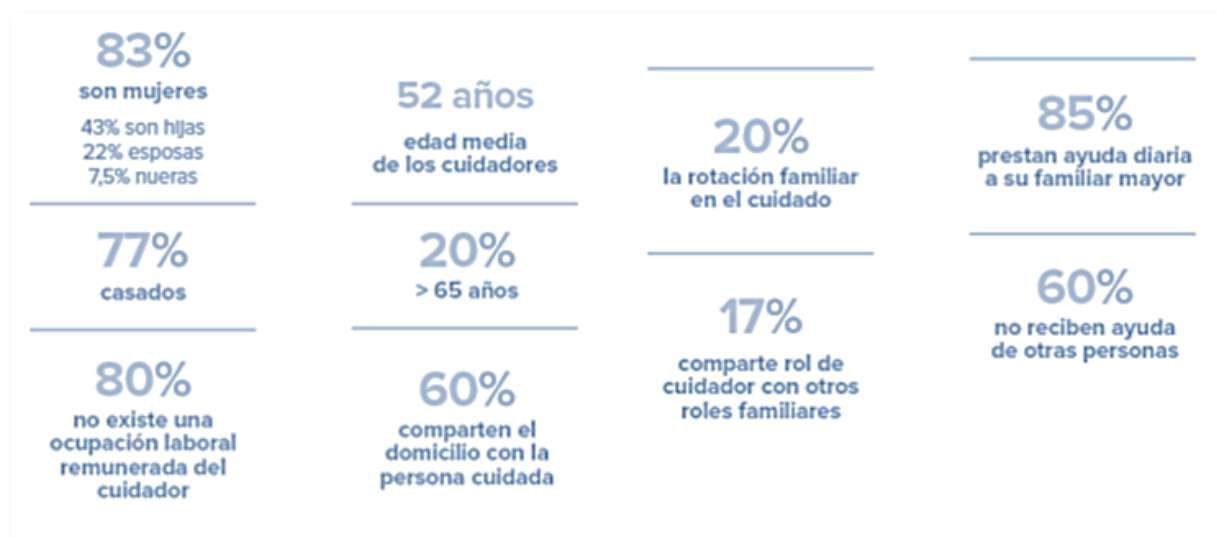 83%
son mujeres
43% son hijas
22% esposas
7,5% nueras
77%
casados
80%
no existe una
ocupación laboral
remunerada del
cuidador
52 años
edad media
de los cuidadores
20%
> 65 años
60%
comparten el
domicilio con la
persona cuidada
20%
la rotación familiar
en el cuidado
17%
comparte rol de
cuidador con otros
roles familiares
85%
prestan ayuda diaria
a su familiar mayor
60%
no reciben ayuda
de otras personas